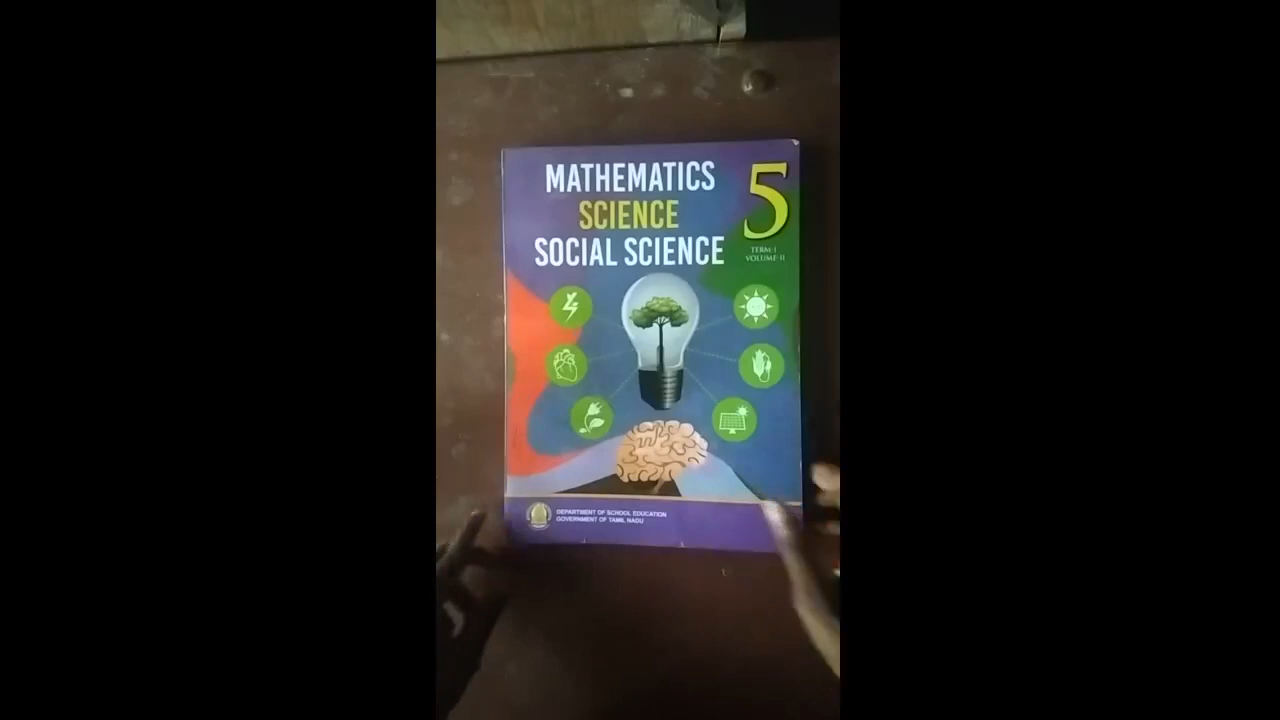 MATHEMATICS
SCIENCE
SOCIAL SCIENCE
5
TERM-I
VOLUME-II
DEPARTMENT OF SCHOOL EDUCATION
GOVERNMENT OF TAMIL NADU